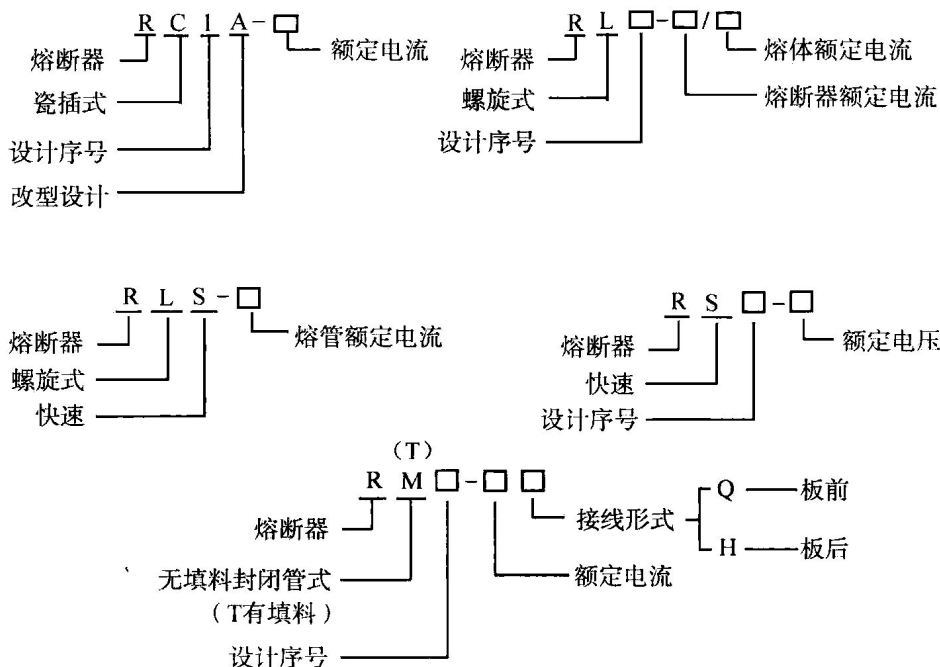 R C 1 A-□
熔断器
额定电流
瓷插式
设计序号
改型设计
R L □-□/□
熔断器
熔体额定电流
螺旋式
熔断器额定电流
设计序号
R L S-□
熔断器
熔管额定电流
螺旋式
快速
R S □-□
熔断器
额定电压
快速
设计序号
(T)
R M □-□ □
熔断器
接线形式
Q 板前
H 板后
无填料封闭管式
(T有填料)
额定电流
设计序号